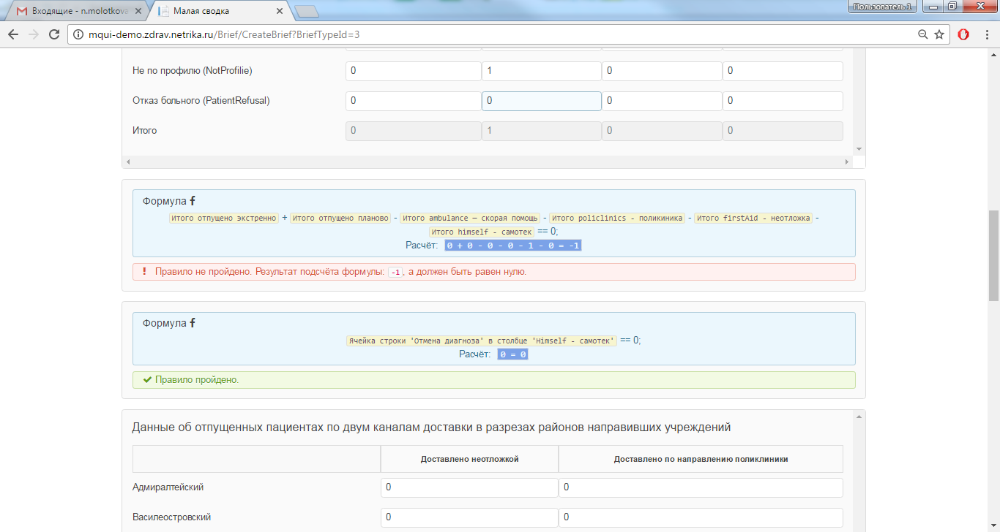 Входящие - n.molotkova
Малая сводка
Пользователь 1
mqui-demo.zdrav.netrika.ru/Brief/CreateBrief?BriefTypeId=3
Не по профилю (NotProfilie) 0 1 0 0
Отказ больного (PatientRefusal) 0 0 0 0
Итого 0 1 0 0
Формула
Итого отпущено экстренно + Итого отпущено планово - Итого ambulance – скорая помощь - Итого policlinics - поликиника - Итого firstAid - неотложка -
Итого himself - самотек == 0;
Расчёт: 0 + 0 - 0 - 0 - 1 - 0 = -1
! Правило не пройдено. Результат подсчёта формулы: -1, а должен быть равен нулю.
Формула
Ячейка строки 'Отмена диагноза' в столбце 'Himself - самотек' == 0;
Расчёт: 0 = 0
Правило пройдено.
Данные об отпущенных пациентах по двум каналам доставки в разрезах районов направивших учреждений
Доставлено неотложкой Доставлено по направлению поликлиники
Адмиралтейский 0 0
Василеостровский 0 0